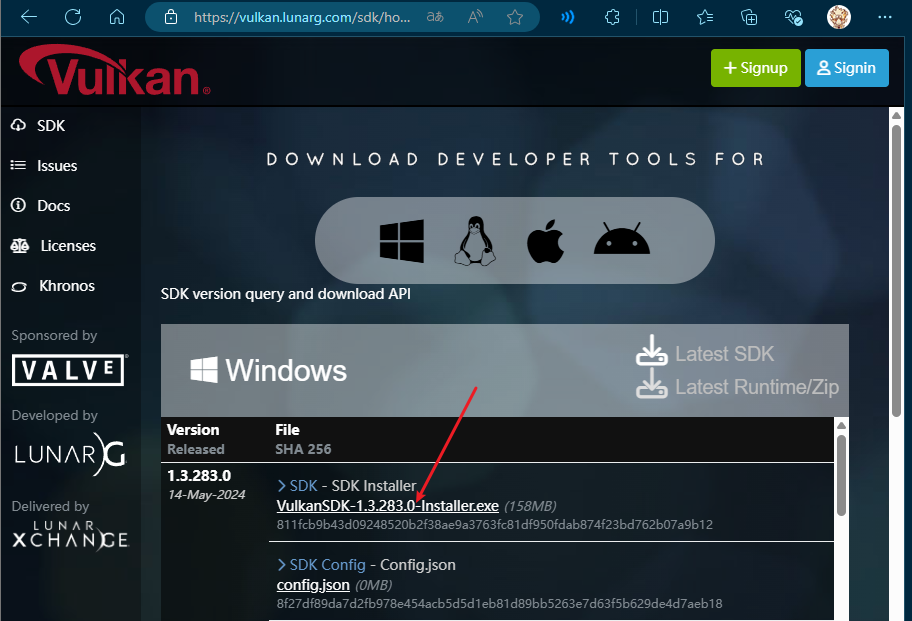 https://vulkan.lunarg.com/sdk/ho...
Vulkan®
Signup
Signin
SDK
Issues
Docs
Licenses
Khronos
Sponsored by
VALVE
Developed by
LUNARG
Delivered by
LUNAR
XCHANGE
DOWNLOAD DEVELOPER TOOLS FOR
SDK version query and download API
Windows
Latest SDK
Latest Runtime/Zip
Version File
Released SHA 256
1.3.283.0
14-May-2024
SDK - SDK Installer
VulkanSDK-1.3.283.0-Installer.exe (158MB)
811fcb9b43d09248520b2f38ae9a3763fc81df950fdab874f23bd762b07a9b12
SDK Config - Config.json
config.json (0MB)
8f27df89da7d2fb978e454acb5d5d1eb81d89bb5263e7d63f5b629de4d7aeb18